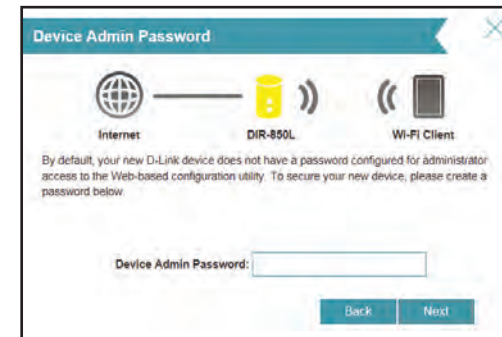 Device Admin Password
Internet
DIR-850L
Wi-Fi Client
By default, your new D-Link device does not have a password configured for administrator
access to the Web-based configuration utility. To secure your new device, please create a
password below.
Device Admin Password:
Back
Next